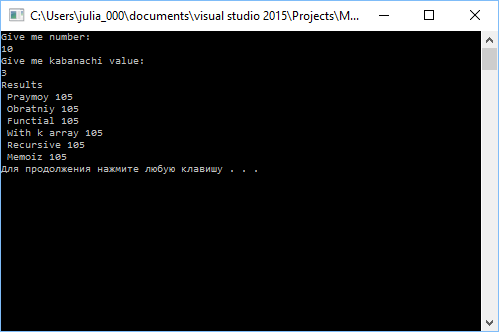 C:\Users\julia_000\documents\visual studio 2015\Projects\M...
Give me number:
10
Give me kabanachi value:
3
Results
Praymoy 105
Obratniy 105
Functial 105
With k array 105
Recursive 105
Memoiz 105
Для продолжения нажмите любую клавишу . . .